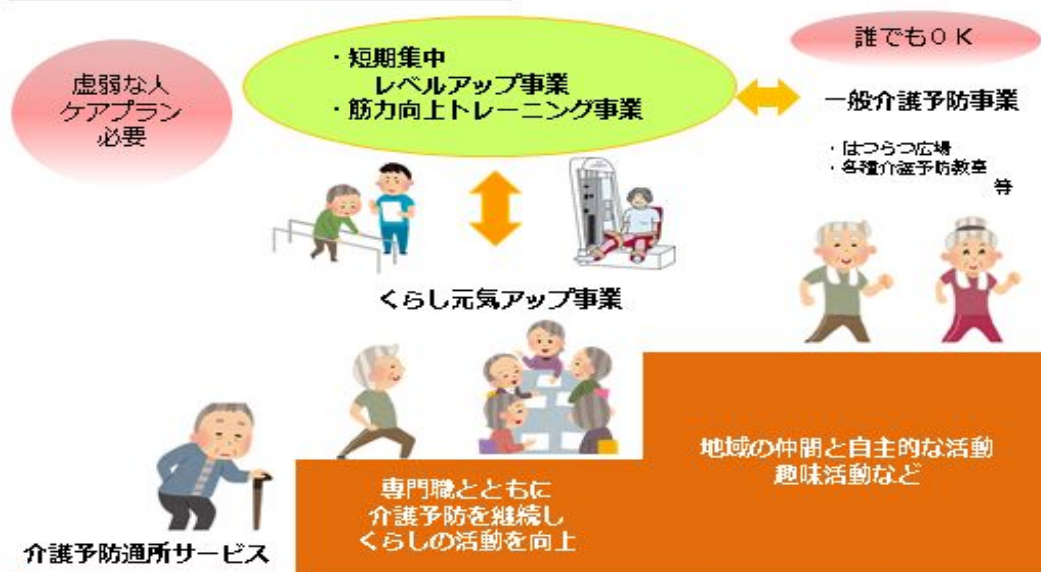 虚弱な人
ケアプラン
必要
・短期集中
レベルアップ事業
・筋力向上トレーニング事業
誰でもOK
一般介護予防事業
・はつらつ広場
・各種介護予防教室
等
くらし元気アップ事業
地域の仲間と自主的な活動
趣味活動など
専門職とともに
介護予防を継続し
くらしの活動を向上
介護予防通所サービス